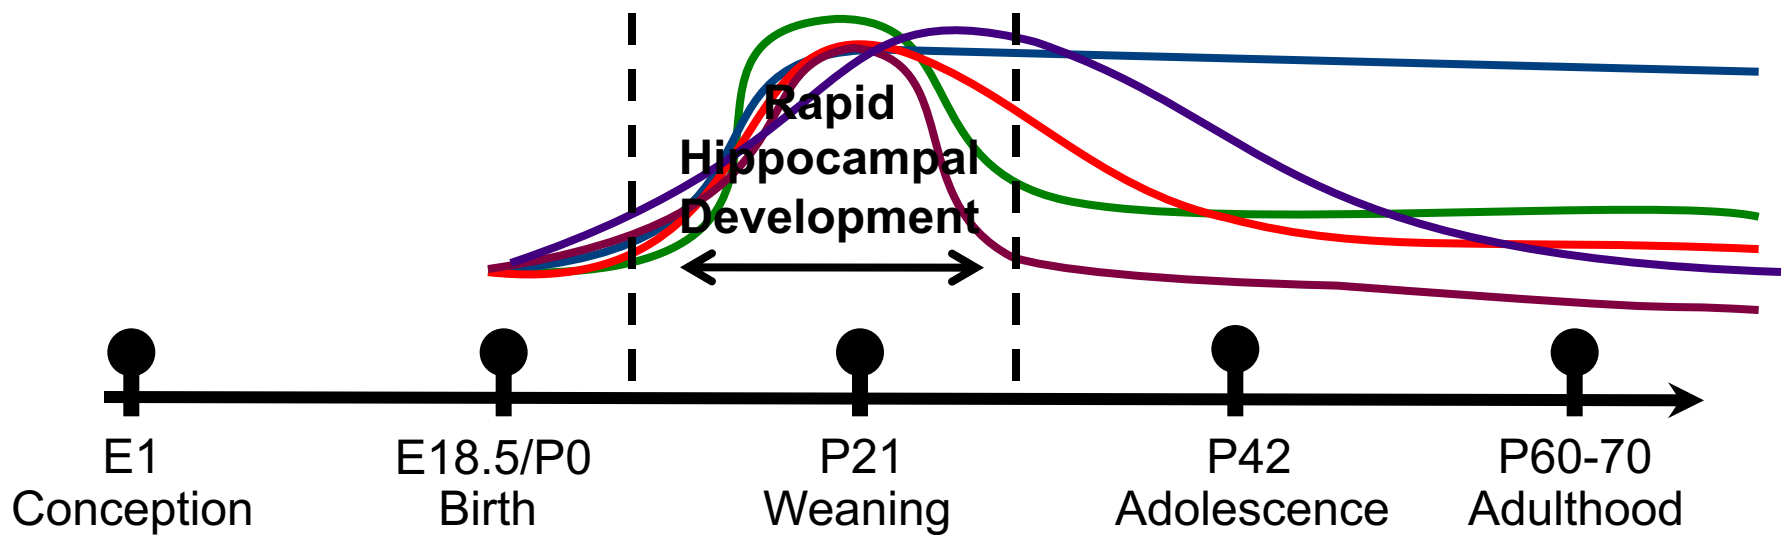 Rapid
Hippocampal
Development
E1
Conception
E18.5/P0
Birth
P21
Weaning
P42
Adolescence
P60-70
Adulthood